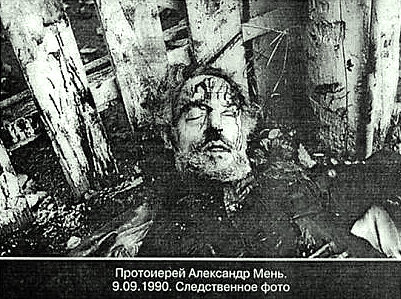 Протоиерей Александр Мень.
9.09.1990. Следственное фото